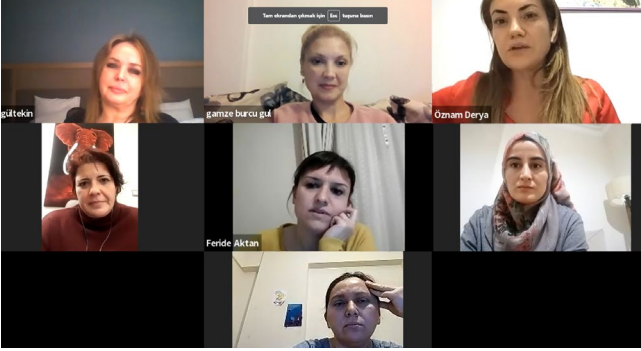 Tam ekrandan çıkmak için Esc tuşuna basın
gültekin
gamze burcu gul
Öznam Derya
Feride Aktan